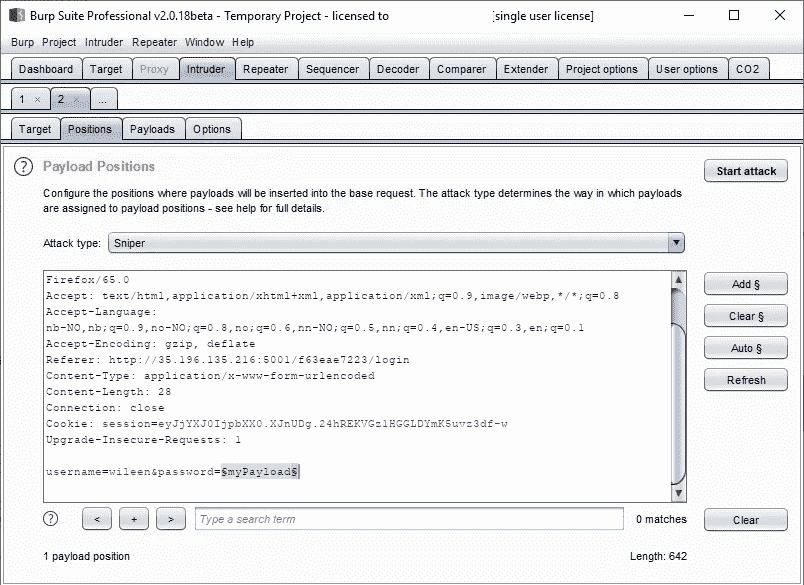 Burp Suite Professional v2.0.18beta - Temporary Project - licensed to [single user license]
Burp Project Intruder Repeater Window Help
Dashboard Target Proxy Intruder Repeater Sequencer Decoder Comparer Extender Project options User options CO2
1 × 2 × ...
Target Positions Payloads Options
? Payload Positions
Start attack
Configure the positions where payloads will be inserted into the base request. The attack type determines the way in which payloads
are assigned to payload positions - see help for full details.
Attack type: Sniper
Firefox/65.0
Accept: text/html,application/xhtml+xml,application/xml;q=0.9,image/webp,*/*;q=0.8
Accept-Language:
nb-NO,nb;q=0.9,no-NO;q=0.8,no;q=0.6,nn-NO;q=0.5,nn;q=0.4,en-US;q=0.3,en;q=0.1
Accept-Encoding: gzip, deflate
Referer: http://35.196.135.216:5001/f63eae7223/login
Content-Type: application/x-www-form-urlencoded
Content-Length: 28
Connection: close
Cookie: session=eyJjYXJ0IjpbXX0.XJnUDg.24hREKVGzlHGGLDYmK5uvz3df-w
Upgrade-Insecure-Requests: 1
username=wileen&password=§myPayload§
Add §
Clear §
Auto §
Refresh
? < + > Type a search term 0 matches Clear
1 payload position Length: 642